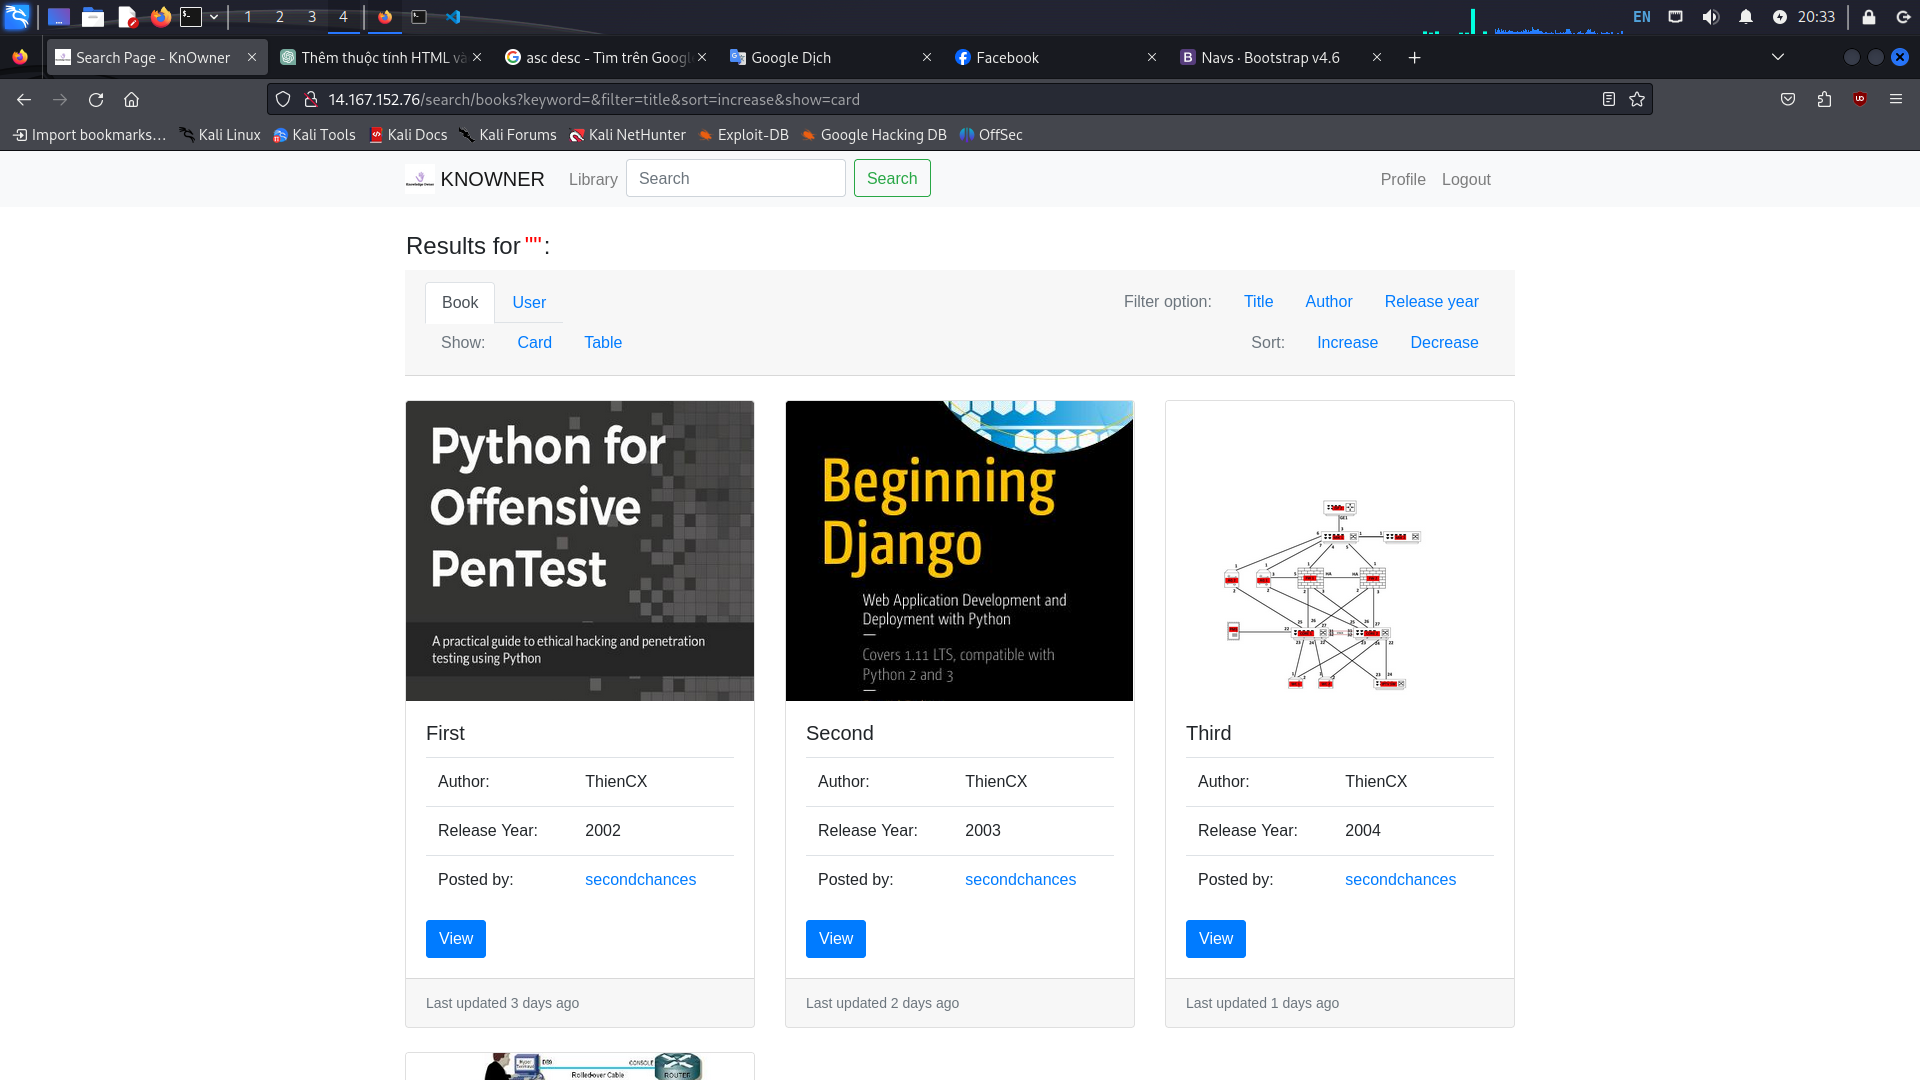 1 2 3 4 EN 20:33
Search Page - KnOwner
Thêm thuộc tính HTML và
asc desc - Tìm trên Google
Google Dịch
Facebook
Navs · Bootstrap v4.6
14.167.152.76/search/books?keyword=&filter=title&sort=increase&show=card
Import bookmarks... Kali Linux Kali Tools Kali Docs Kali Forums Kali NetHunter Exploit-DB Google Hacking DB OffSec
KNOWNER Library Search Search Profile Logout
Results for "":
Book User Filter option: Title Author Release year
Show: Card Table Sort: Increase Decrease
Python for
Offensive
PenTest
A practical guide to ethical hacking and penetration
testing using Python
First
Author: ThienCX
Release Year: 2002
Posted by: secondchances
View
Last updated 3 days ago
Beginning
Django
Web Application Development and
Deployment with Python
Covers 1.11 LTS, compatible with
Python 2 and 3
Second
Author: ThienCX
Release Year: 2003
Posted by: secondchances
View
Last updated 2 days ago
Third
Author: ThienCX
Release Year: 2004
Posted by: secondchances
View
Last updated 1 days ago
CONSOLE
Rolledover Cable
ROUTER